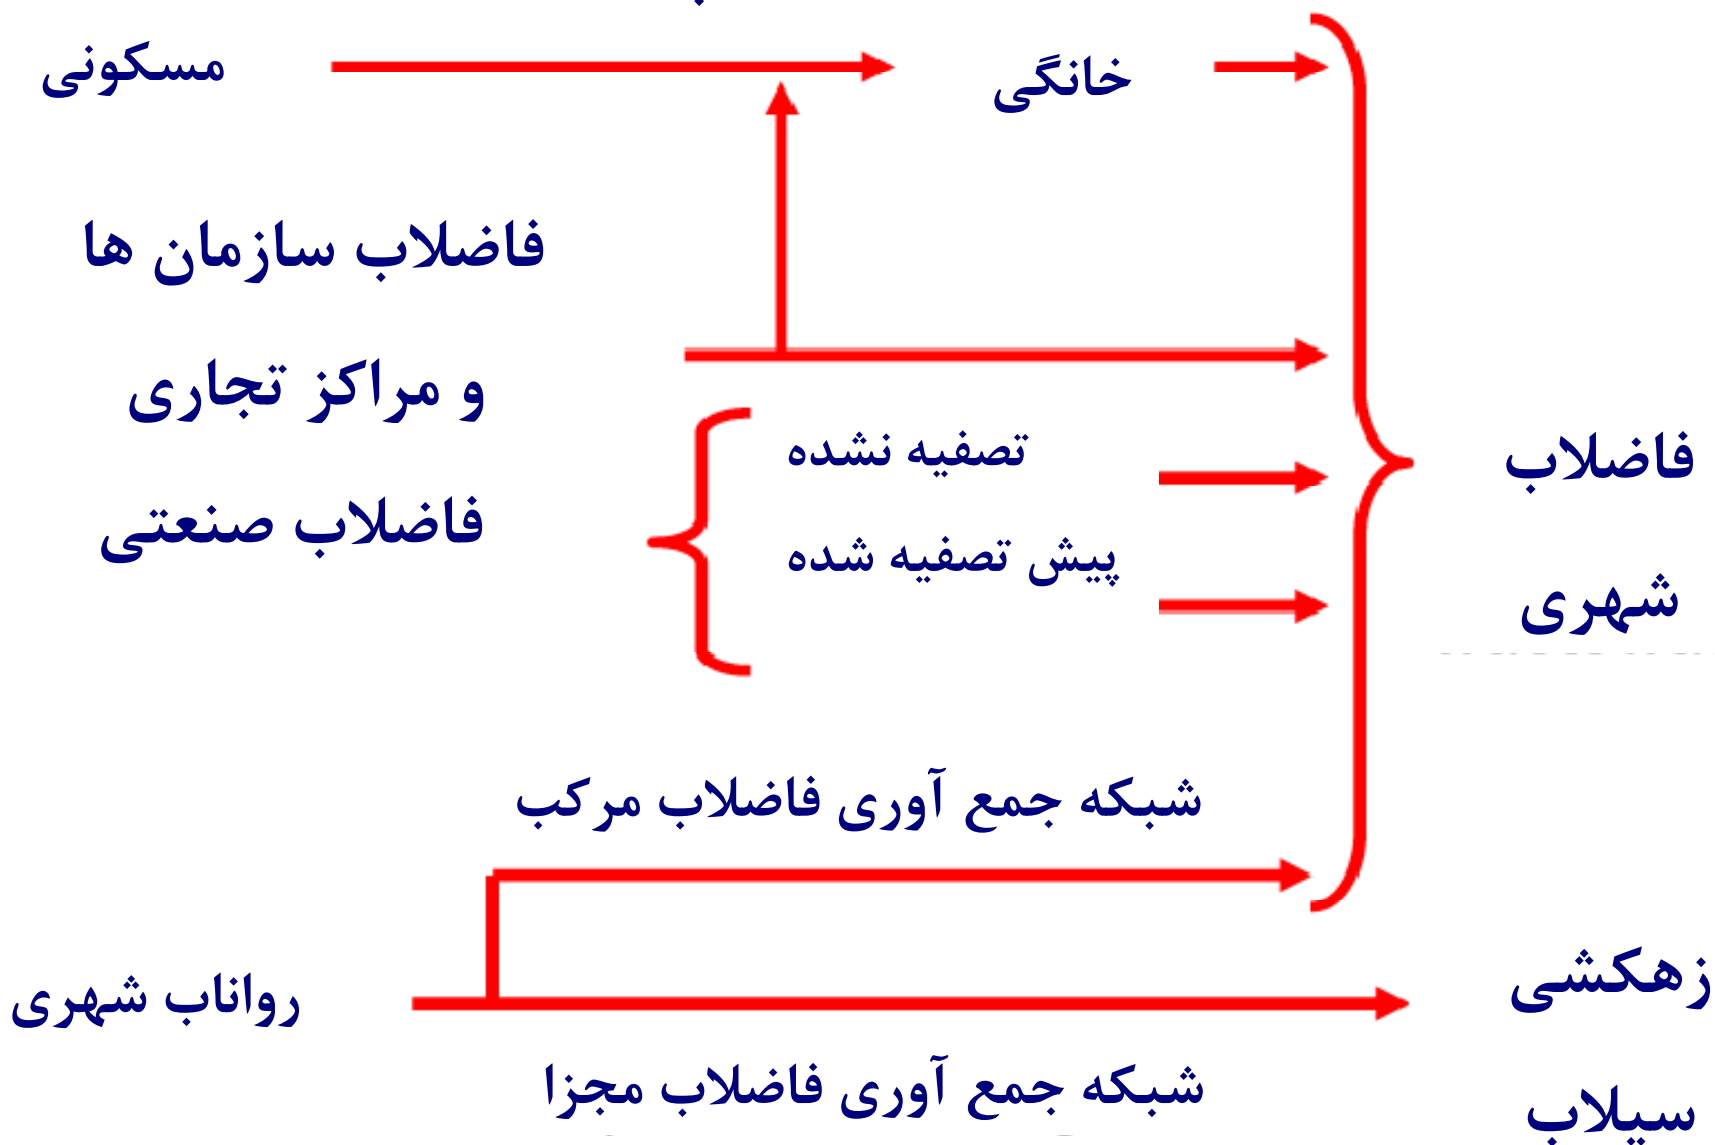 مسکونی
خانگی
فاضلاب سازمان ها
و مراکز تجاری
فاضلاب صنعتی
تصفیه نشده
پیش تصفیه شده
فاضلاب
شهری
شبکه جمع آوری فاضلاب مرکب
رواناب شهری
زهکشی
سیلاب
شبکه جمع آوری فاضلاب مجزا